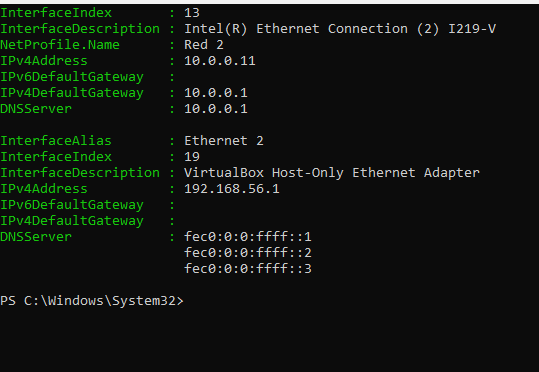 InterfaceIndex : 13
InterfaceDescription : Intel(R) Ethernet Connection (2) I219-V
NetProfile.Name : Red 2
IPv4Address : 10.0.0.11
IPv6DefaultGateway :
IPv4DefaultGateway : 10.0.0.1
DNSServer : 10.0.0.1
InterfaceAlias : Ethernet 2
InterfaceIndex : 19
InterfaceDescription : VirtualBox Host-Only Ethernet Adapter
IPv4Address : 192.168.56.1
IPv6DefaultGateway :
IPv4DefaultGateway :
DNSServer : fec0:0:0:ffff::1
fec0:0:0:ffff::2
fec0:0:0:ffff::3
PS C:\Windows\System32>